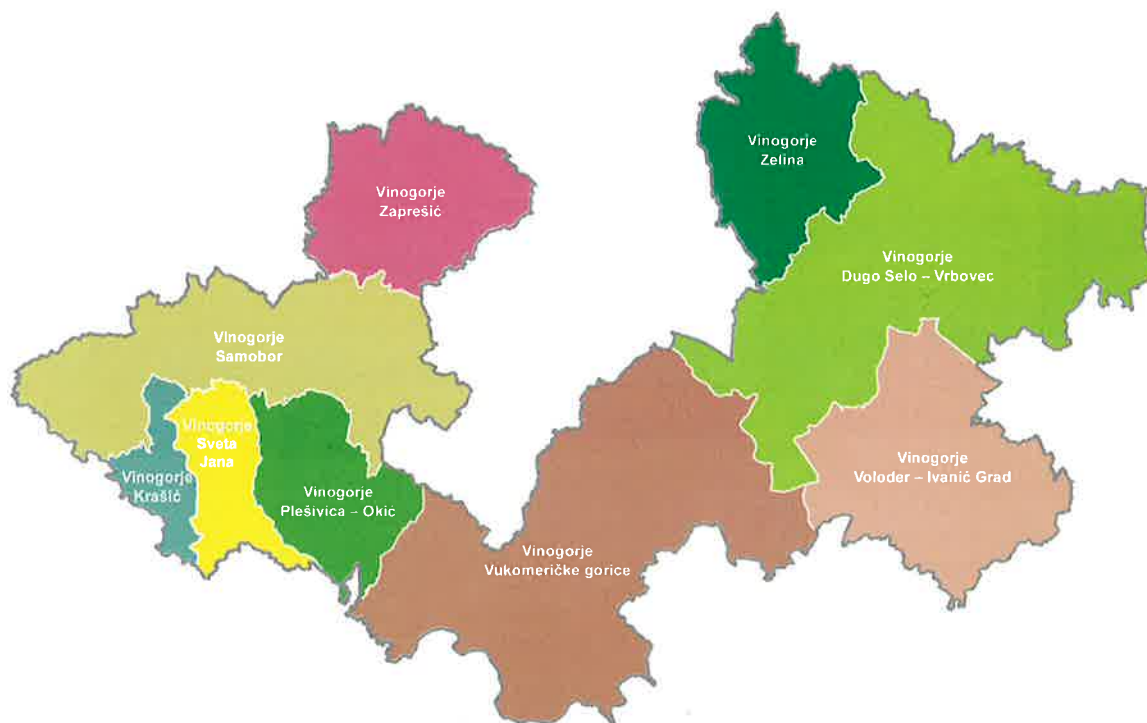 Vinogorje
Zelina
Vinogorje
Zaprešić
Vinogorje
Dugo Selo – Vrbovec
Vinogorje
Samobor
Vinogorje
Sveta
Jana
Vinogorje
Krašić
Vinogorje
Plešivica – Okić
Vinogorje
Voloder – Ivanić Grad
Vinogorje
Vukomeričke gorice